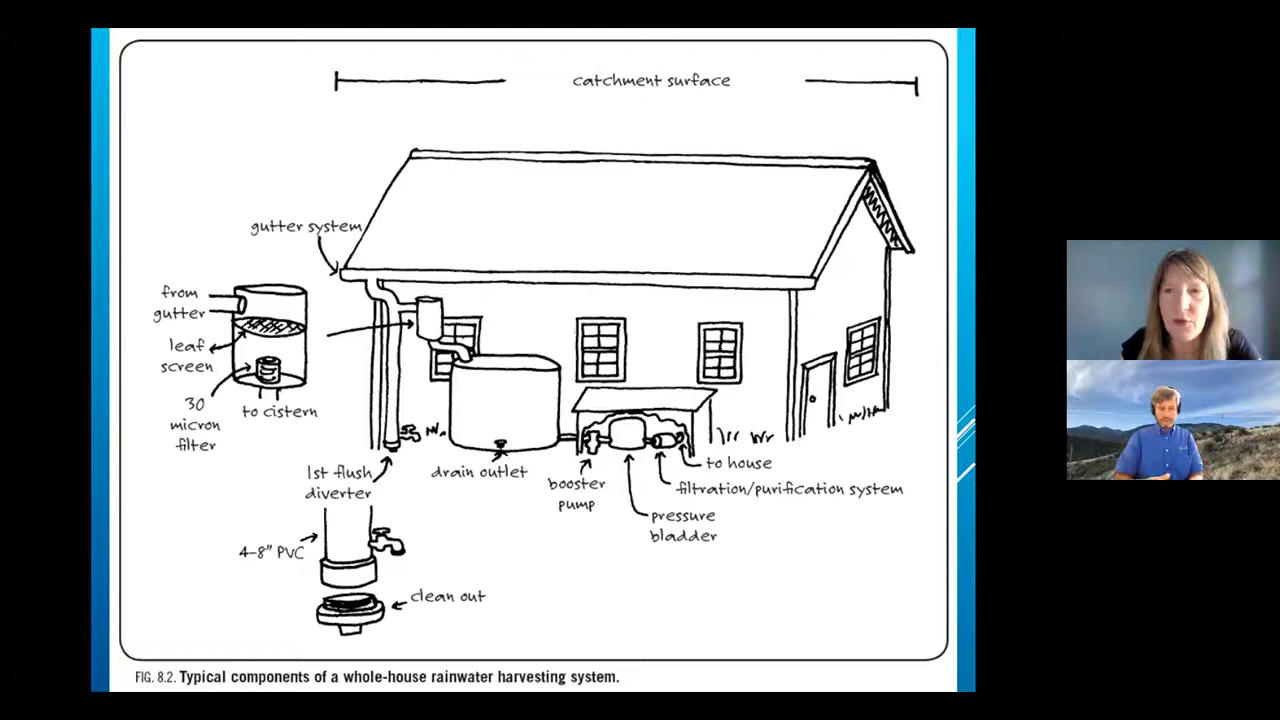 catchment surface
gutter system
from
gutter
leaf
screen
30
micron
filter
to cistern
1st flush
diverter
drain outlet
booster
pump
to house
filtration/purification system
pressure
bladder
4-8" PVC
clean out
FIG. 8.2. Typical components of a whole-house rainwater harvesting system.